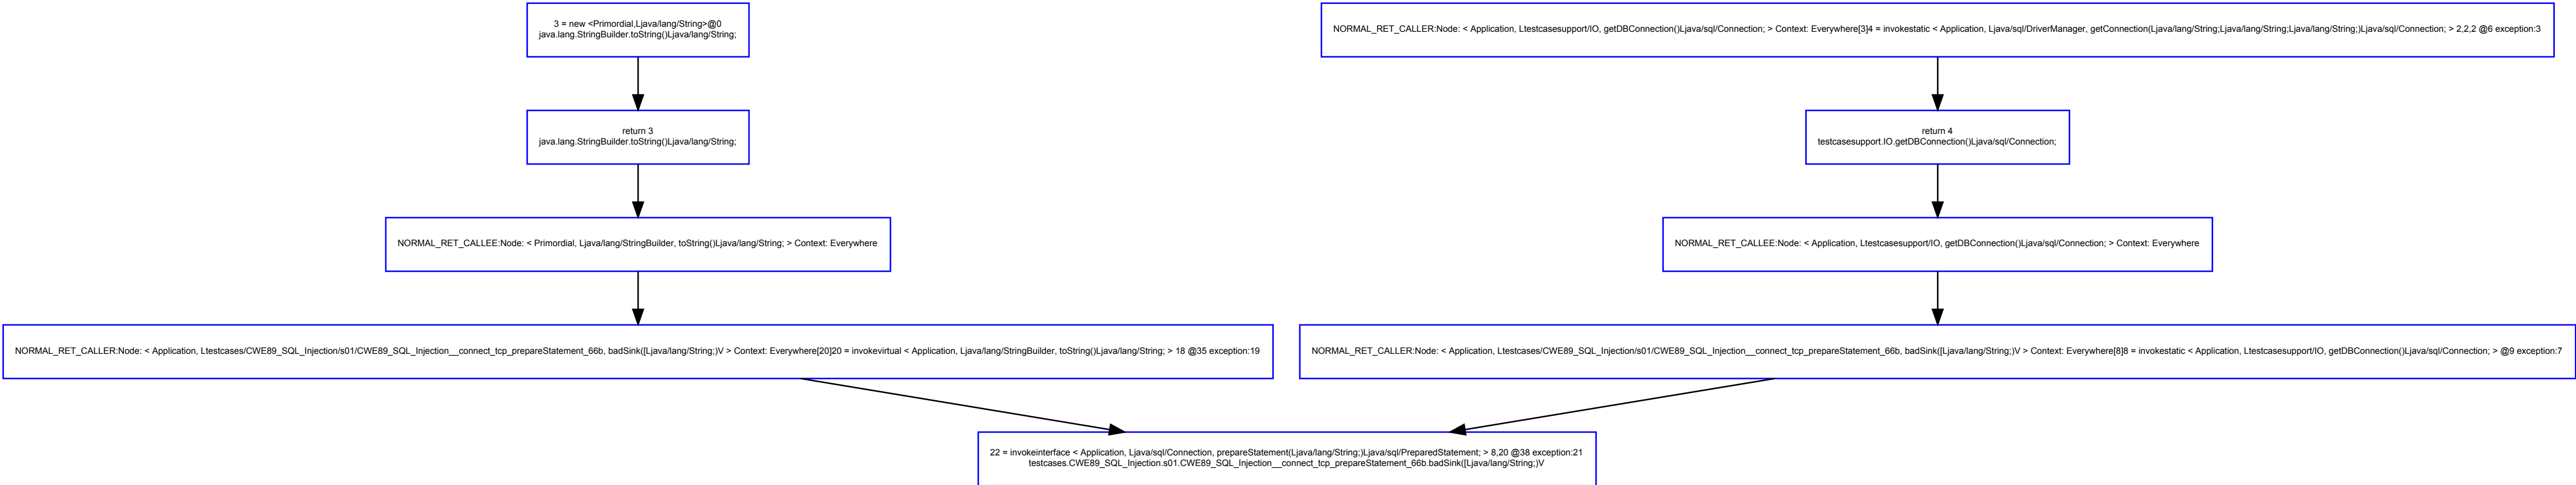 3 = new <Primordial,Ljava/lang/String>@0
java.lang.StringBuilder.toString()Ljava/lang/String;
NORMAL_RET_CALLER:Node: < Application, Ltestcasesupport/IO, getDBConnection()Ljava/sql/Connection; > Context: Everywhere[3]4 = invokestatic < Application, Ljava/sql/DriverManager, getConnection(Ljava/lang/String;Ljava/lang/String;Ljava/lang/String;)Ljava/sql/Connection; > 2,2,2 @6 exception:3
return 3
java.lang.StringBuilder.toString()Ljava/lang/String;
return 4
testcasesupport.IO.getDBConnection()Ljava/sql/Connection;
NORMAL_RET_CALLEE:Node: < Primordial, Ljava/lang/StringBuilder, toString()Ljava/lang/String; > Context: Everywhere
NORMAL_RET_CALLEE:Node: < Application, Ltestcasesupport/IO, getDBConnection()Ljava/sql/Connection; > Context: Everywhere
NORMAL_RET_CALLER:Node: < Application, Ltestcases/CWE89_SQL_Injection/s01/CWE89_SQL_Injection__connect_tcp_prepareStatement_66b, badSink([Ljava/lang/String;)V > Context: Everywhere[20]20 = invokevirtual < Application, Ljava/lang/StringBuilder, toString()Ljava/lang/String; > 18 @35 exception:19
NORMAL_RET_CALLER:Node: < Application, Ltestcases/CWE89_SQL_Injection/s01/CWE89_SQL_Injection__connect_tcp_prepareStatement_66b, badSink([Ljava/lang/String;)V > Context: Everywhere[8]8 = invokestatic < Application, Ltestcasesupport/IO, getDBConnection()Ljava/sql/Connection; > @9 exception:7
22 = invokeinterface < Application, Ljava/sql/Connection, prepareStatement(Ljava/lang/String;)Ljava/sql/PreparedStatement; > 8,20 @38 exception:21
testcases.CWE89_SQL_Injection.s01.CWE89_SQL_Injection__connect_tcp_prepareStatement_66b.badSink([Ljava/lang/String;)V